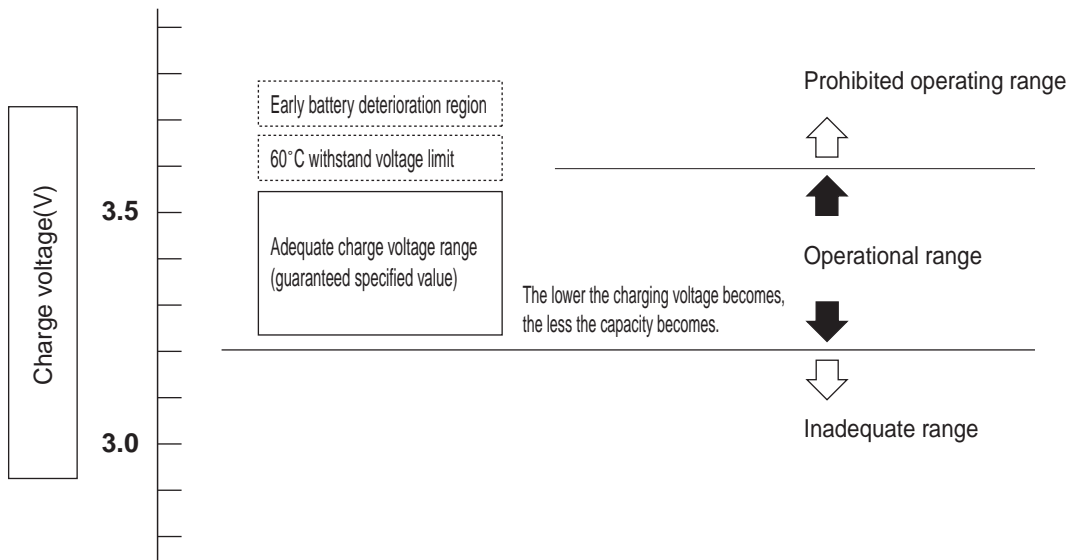 Charge voltage(V)
3.5
3.0
Early battery deterioration region
60°C withstand voltage limit
Adequate charge voltage range
(guaranteed specified value)
The lower the charging voltage becomes,
the less the capacity becomes.
Prohibited operating range
Operational range
Inadequate range